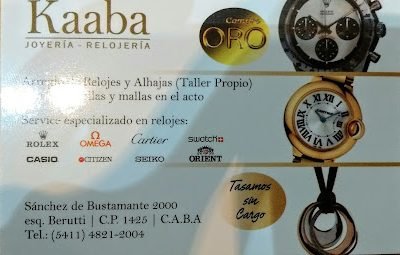 Kaaba
JOYERÍA - RELOJERÍA
ORO
Relojes y Alhajas (Taller Propio)
y mallas en el acto
Service especializado en relojes:
ROLEX OMEGA Cartier swatch
CASIO CITIZEN SEIKO ORIENT
Tasamos
sin
Cargo
Sánchez de Bustamante 2000
esq. Berutti | C.P. 1425 | C.A.B.A
Tel.: (5411) 4821-2004